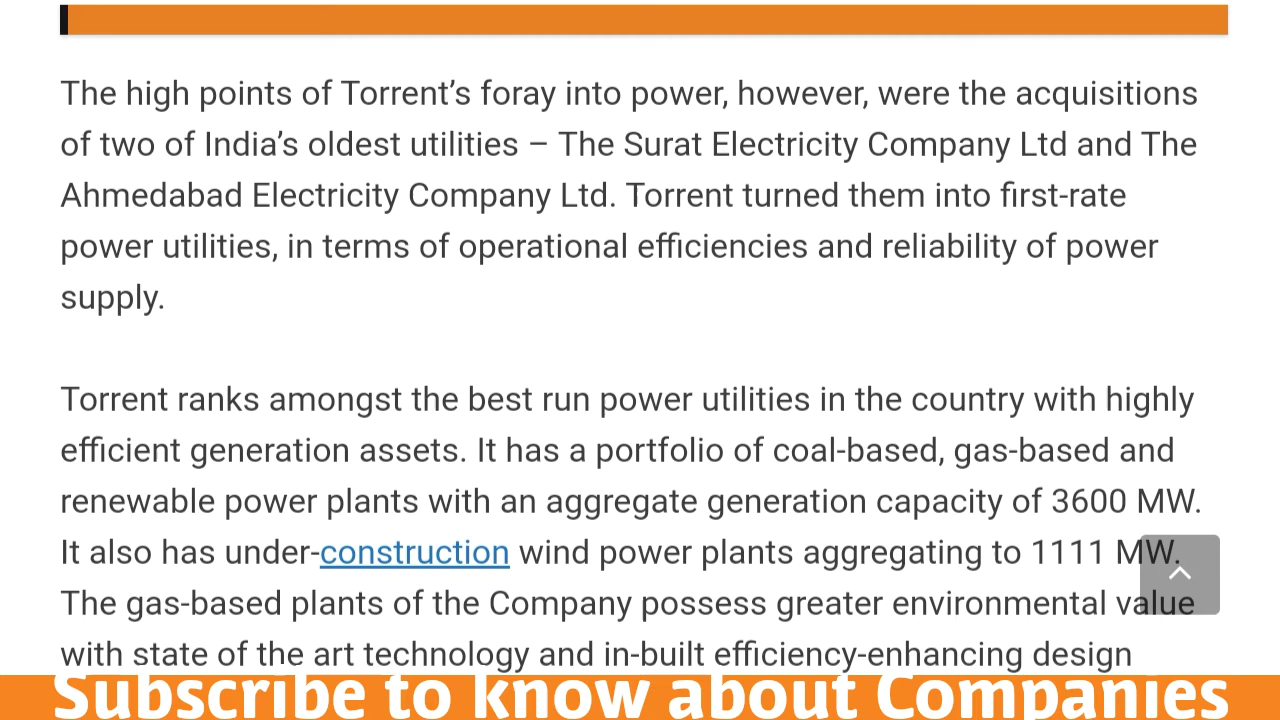 The high points of Torrent’s foray into power, however, were the acquisitions
of two of India’s oldest utilities – The Surat Electricity Company Ltd and The
Ahmedabad Electricity Company Ltd. Torrent turned them into first-rate
power utilities, in terms of operational efficiencies and reliability of power
supply.
Torrent ranks amongst the best run power utilities in the country with highly
efficient generation assets. It has a portfolio of coal-based, gas-based and
renewable power plants with an aggregate generation capacity of 3600 MW.
It also has under-construction wind power plants aggregating to 1111 MW.
The gas-based plants of the Company possess greater environmental value
with state of the art technology and in-built efficiency-enhancing design
Subscribe to know about Companies